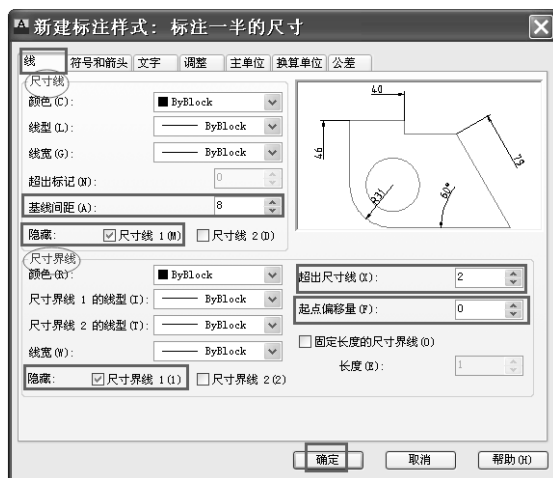 新建标注样式: 标注一半的尺寸
线 符号和箭头 文字 调整 主单位 换算单位 公差
尺寸线
颜色(C): ByBlock
线型(L): ByBlock
线宽(G): ByBlock
超出标记(N): 0
基线间距(A): 8
隐藏: 尺寸线 1(M) 尺寸线 2(D)
40
46
R31
60°
79
尺寸界线
颜色(R): ByBlock
尺寸界线 1 的线型(I): ByBlock
尺寸界线 2 的线型(T): ByBlock
线宽(W): ByBlock
隐藏: 尺寸界线 1(1) 尺寸界线 2(2)
超出尺寸线(X): 2
起点偏移量(F): 0
固定长度的尺寸界线(O)
长度(E): 1
确定 取消 帮助(H)